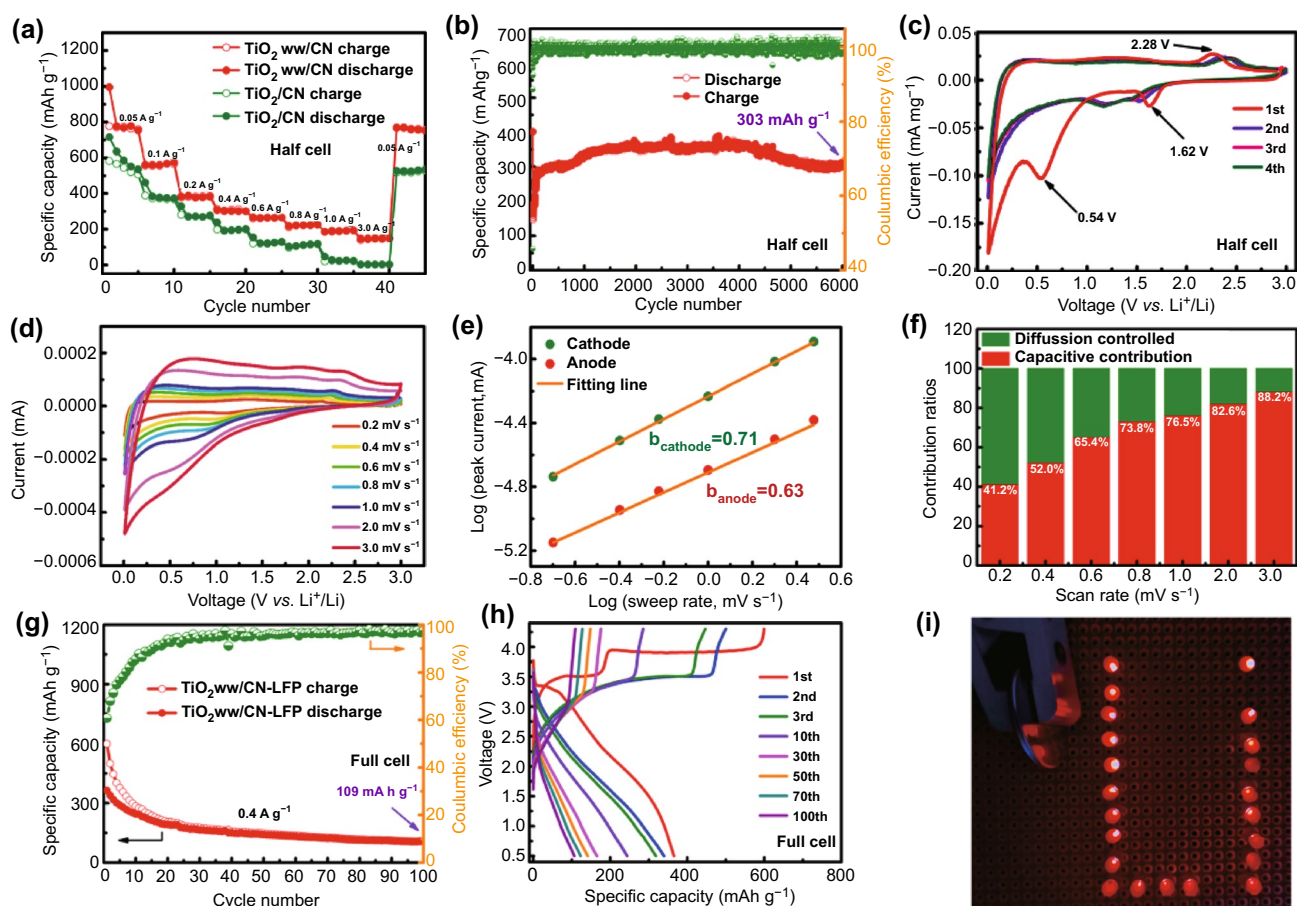 (a)
1200
1000
800
600
400
200
0
Specific capacity (mAh g⁻¹)
TiO₂ ww/CN charge
TiO₂ ww/CN discharge
TiO₂/CN charge
TiO₂/CN discharge
Half cell
0.05 A g⁻¹
0.1 A g⁻¹
0.2 A g⁻¹
0.4 A g⁻¹
0.6 A g⁻¹
0.8 A g⁻¹
1.0 A g⁻¹
3.0 A g⁻¹
0.05 A g⁻¹
0 10 20 30 40
Cycle number
(b)
700
600
500
400
300
200
100
0
Specific capacity (m Ahg⁻¹)
Discharge
Charge
303 mAh g⁻¹
Half cell
100
80
60
40
Coulumbic efficiency (%)
0 1000 2000 3000 4000 5000 6000
Cycle number
(c)
0.05
0.00
−0.05
−0.10
−0.15
−0.20
Current (mA mg⁻¹)
2.28 V
1.62 V
0.54 V
1st
2nd
3rd
4th
Half cell
0.0 0.5 1.0 1.5 2.0 2.5 3.0
Voltage (V vs. Li⁺/Li)
(d)
0.0002
0.0000
−0.0002
−0.0004
−0.0006
Current (mA)
0.2 mV s⁻¹
0.4 mV s⁻¹
0.6 mV s⁻¹
0.8 mV s⁻¹
1.0 mV s⁻¹
2.0 mV s⁻¹
3.0 mV s⁻¹
0.0 0.5 1.0 1.5 2.0 2.5 3.0
Voltage (V vs. Li⁺/Li)
(e)
−4.0
−4.4
−4.8
−5.2
Log (peak current,mA)
Cathode
Anode
Fitting line
b cathode=0.71
b anode=0.63
−0.8 −0.6 −0.4 −0.2 0.0 0.2 0.4 0.6
Log (sweep rate, mV s⁻¹)
(f)
120
100
80
60
40
20
0
Contribution ratios
Diffussion controlled
Capacitive contribution
41.2%
52.0%
65.4%
73.8%
76.5%
82.6%
88.2%
0.2 0.4 0.6 0.8 1.0 2.0 3.0
Scan rate (mV s⁻¹)
(g)
1200
900
600
300
150
0
Specific capacity (mAh g⁻¹)
TiO₂ww/CN-LFP charge
TiO₂ww/CN-LFP discharge
Full cell
109 mA h g⁻¹
0.4 A g⁻¹
100
80
60
40
20
10
0
Coulumbic efficiency (%)
0 10 20 30 40 50 60 70 80 90 100
Cycle number
(h)
4.0
3.5
3.0
2.5
2.0
1.5
1.0
0.5
Voltage (V)
1st
2nd
3rd
10th
30th
50th
70th
100th
Full cell
0 200 400 600 800
Specific capacity (mAh g⁻¹)
(i)